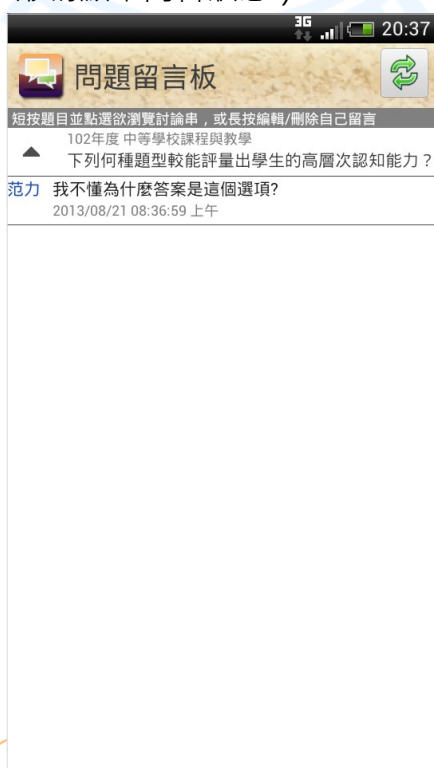 3G 20:37
問題留言板
短按題目並點選欲瀏覽討論串，或長按編輯/刪除自己留言
102年度 中等學校課程與教學
下列何種題型較能評量出學生的高層次認知能力？
范力 我不懂為什麼答案是這個選項?
2013/08/21 08:36:59 上午